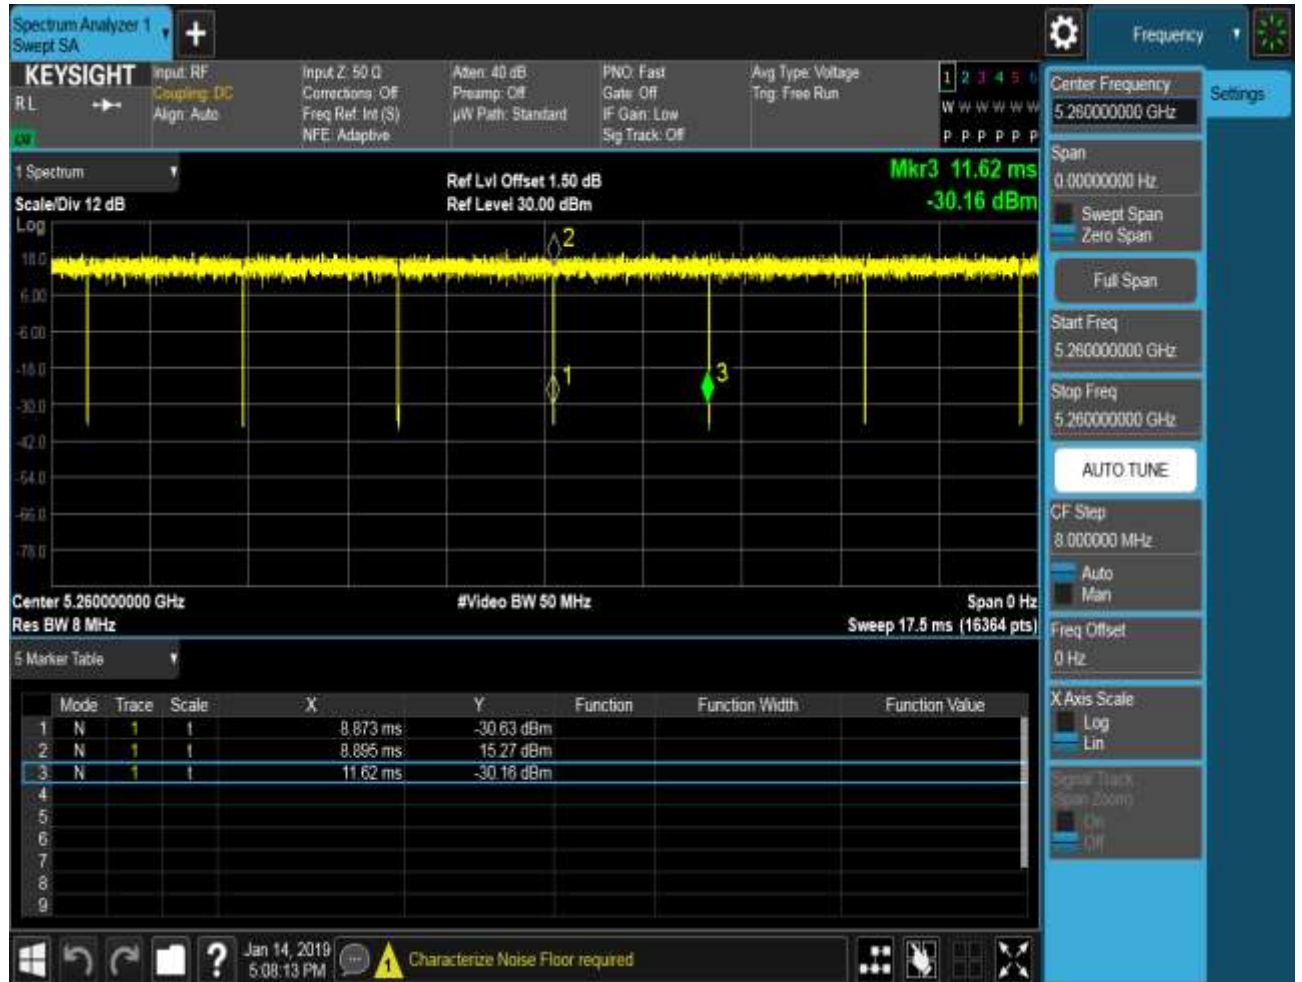 Spectrum Analyzer 1
Swept SA
Frequency
KEYSIGHT
R L
Input: RF
Coupling: DC
Align: Auto
Input Z: 50 Ω
Corrections: Off
Freq Ref: Int (S)
NFE: Adaptive
Atten: 40 dB
Preamp: Off
µW Path: Standard
PNO: Fast
Gate: Off
IF Gain: Low
Sig Track: Off
Avg Type: Voltage
Trig: Free Run
1 2 3 4 5 6
W W W W W W
P P P P P P
1 Spectrum
Scale/Div 12 dB
Ref Lvl Offset 1.50 dB
Ref Level 30.00 dBm
Mkr3 11.62 ms
-30.16 dBm
Log
18.0
6.00
-6.00
-18.0
-30.0
-42.0
-54.0
-66.0
-78.0
2
1
3
Center 5.260000000 GHz
#Video BW 50 MHz
Span 0 Hz
Res BW 8 MHz
Sweep 17.5 ms (16364 pts)
5 Marker Table
Mode Trace Scale X Y Function Function Width Function Value
1 N 1 t 8.873 ms -30.63 dBm
2 N 1 t 8.895 ms 15.27 dBm
3 N 1 t 11.62 ms -30.16 dBm
4
5
6
7
8
9
Center Frequency
5.260000000 GHz
Settings
Span
0.00000000 Hz
Swept Span
Zero Span
Full Span
Start Freq
5.260000000 GHz
Stop Freq
5.260000000 GHz
AUTO TUNE
CF Step
8.000000 MHz
Auto
Man
Freq Offset
0 Hz
X Axis Scale
Log
Lin
Signal Track
(Span Zoom)
On
Off
?
Jan 14, 2019
5:08:13 PM
1
Characterize Noise Floor required